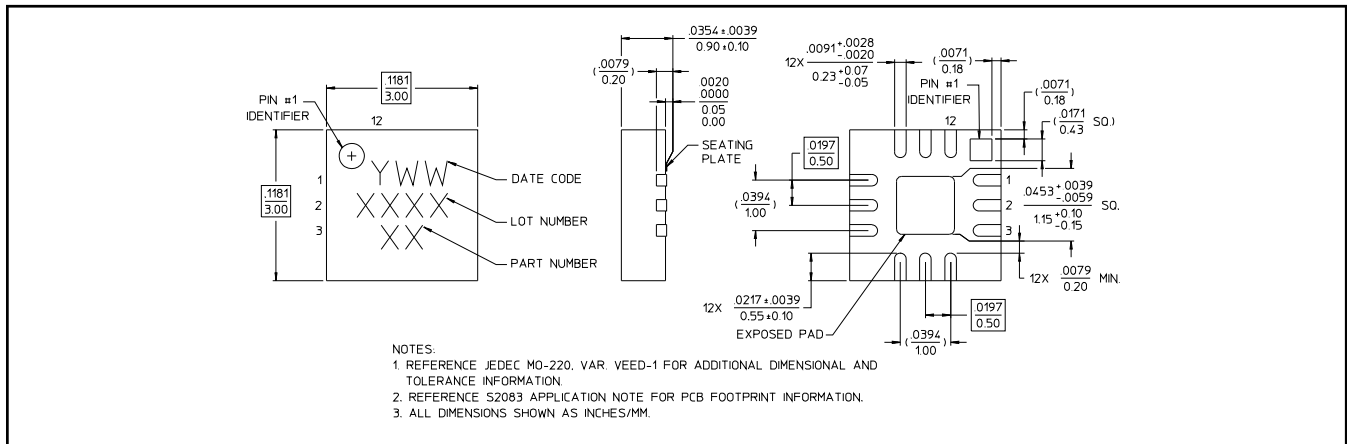 .1181
3.00
PIN #1
IDENTIFIER
12
.1181
3.00
1
2
3
YWW
XXXX
XX
DATE CODE
LOT NUMBER
PART NUMBER
.0354 ±.0039
0.90 ±0.10
(.0079
0.20)
.0020
.0000
0.05
0.00
SEATING
PLATE
12X .0091 +.0028 -.0020
0.23 +0.07 -0.05
(.0071
0.18)
PIN #1
IDENTIFIER
12
(.0071
0.18)
(.0171
0.43 SQ.)
.0197
0.50
(.0394
1.00)
1
2
3
.0453 +.0039 -.0059
1.15 +0.10 -0.15 SQ.
12X .0079
0.20 MIN.
12X .0217 ±.0039
0.55 ±0.10
EXPOSED PAD
(.0394
1.00)
.0197
0.50
NOTES:
1. REFERENCE JEDEC MO-220, VAR. VEED-1 FOR ADDITIONAL DIMENSIONAL AND
TOLERANCE INFORMATION.
2. REFERENCE S2083 APPLICATION NOTE FOR PCB FOOTPRINT INFORMATION.
3. ALL DIMENSIONS SHOWN AS INCHES/MM.